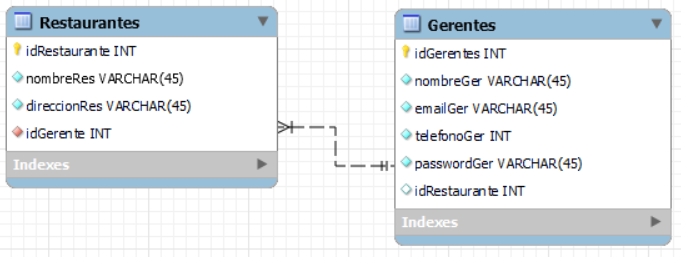 Restaurantes
idRestaurante INT
nombreRes VARCHAR(45)
direccionRes VARCHAR(45)
idGerente INT
Indexes
Gerentes
idGerentes INT
nombreGer VARCHAR(45)
emailGer VARCHAR(45)
telefonoGer INT
passwordGer VARCHAR(45)
idRestaurante INT
Indexes